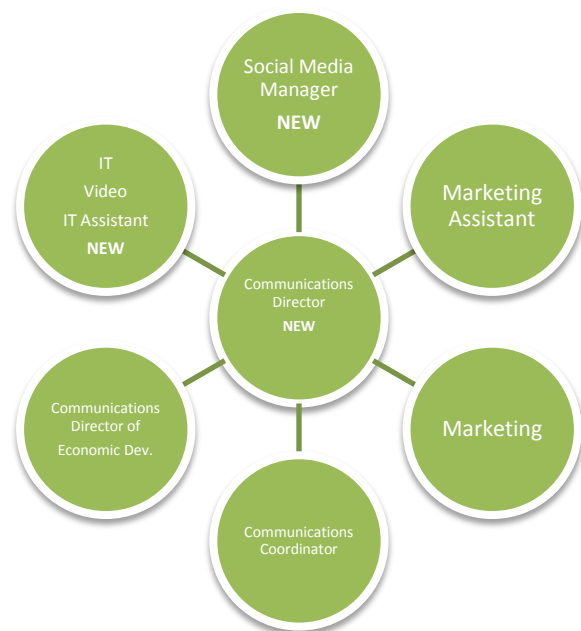 Social Media
Manager
NEW
IT
Video
IT Assistant
NEW
Marketing
Assistant
Communications
Director
NEW
Communications
Director of
Economic Dev.
Marketing
Communications
Coordinator